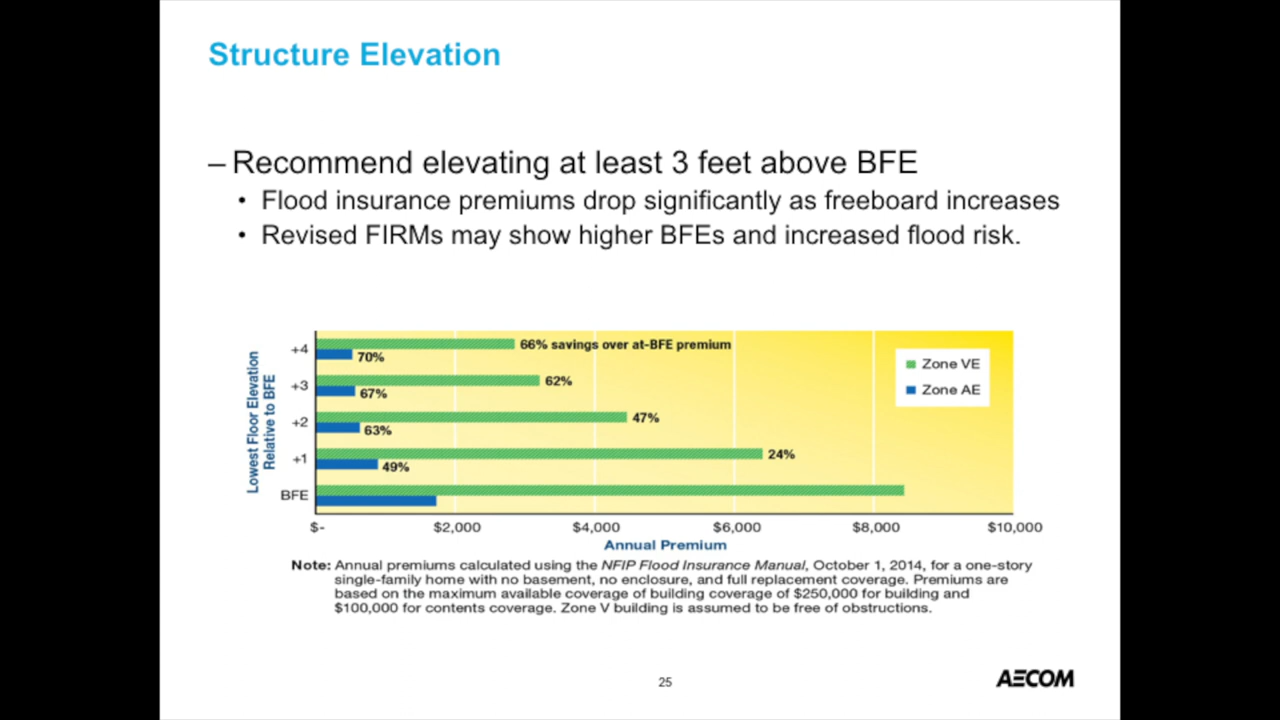 Structure Elevation
– Recommend elevating at least 3 feet above BFE
• Flood insurance premiums drop significantly as freeboard increases
• Revised FIRMs may show higher BFEs and increased flood risk.
Lowest Floor Elevation
Relative to BFE
+4
66% savings over at-BFE premium
70%
+3
62%
67%
+2
47%
63%
+1
24%
49%
BFE
Zone VE
Zone AE
$- $2,000 $4,000 $6,000 $8,000 $10,000
Annual Premium
Note: Annual premiums calculated using the NFIP Flood Insurance Manual, October 1, 2014, for a one-story
single-family home with no basement, no enclosure, and full replacement coverage. Premiums are
based on the maximum available coverage of building coverage of $250,000 for building and
$100,000 for contents coverage. Zone V building is assumed to be free of obstructions.
25
AECOM